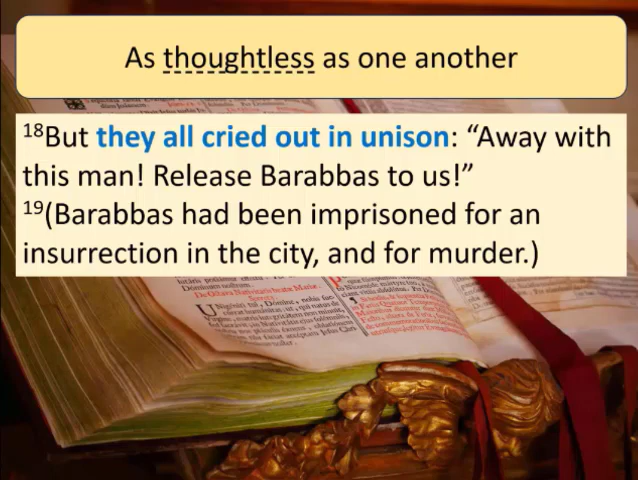 As thoughtless as one another
18But they all cried out in unison: “Away with
this man! Release Barabbas to us!”
19(Barabbas had been imprisoned for an
insurrection in the city, and for murder.)